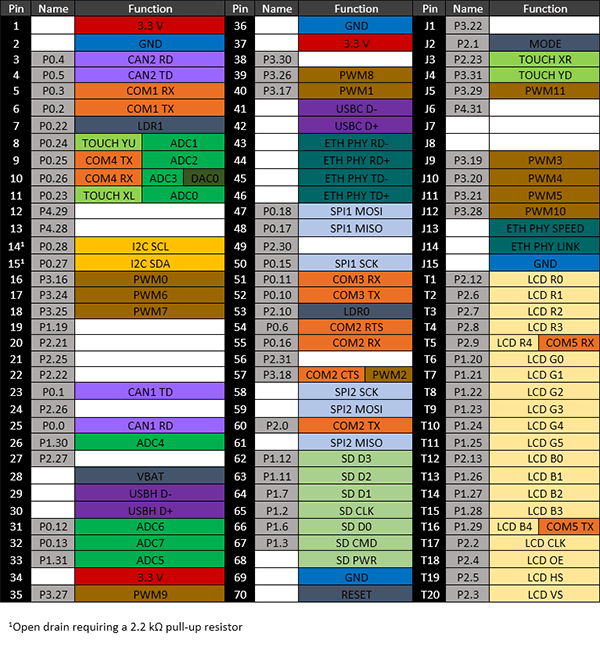 Pin Name Function Pin Name Function Pin Name Function
1 3.3 V 36 GND J1 P3.22
2 GND 37 3.3 V J2 P2.1 MODE
3 P0.4 CAN2 RD 38 P3.30 J3 P2.23 TOUCH XR
4 P0.5 CAN2 TD 39 P3.26 PWM8 J4 P3.31 TOUCH YD
5 P0.3 COM1 RX 40 P3.17 PWM1 J5 P3.29 PWM11
6 P0.2 COM1 TX 41 USBC D- J6 P4.31
7 P0.22 LDR1 42 USBC D+ J7
8 P0.24 TOUCH YU ADC1 43 ETH PHY RD- J8
9 P0.25 COM4 TX ADC2 44 ETH PHY RD+ J9 P3.19 PWM3
10 P0.26 COM4 RX ADC3 DAC0 45 ETH PHY TD- J10 P3.20 PWM4
11 P0.23 TOUCH XL ADC0 46 ETH PHY TD+ J11 P3.21 PWM5
12 P4.29 47 P0.18 SPI1 MOSI J12 P3.28 PWM10
13 P4.28 48 P0.17 SPI1 MISO J13 ETH PHY SPEED
14¹ P0.28 I2C SCL 49 P2.30 J14 ETH PHY LINK
15¹ P0.27 I2C SDA 50 P0.15 SPI1 SCK J15 GND
16 P3.16 PWM0 51 P0.11 COM3 RX T1 P2.12 LCD R0
17 P3.24 PWM6 52 P0.10 COM3 TX T2 P2.6 LCD R1
18 P3.25 PWM7 53 P2.10 LDR0 T3 P2.7 LCD R2
19 P1.19 54 P0.6 COM2 RTS T4 P2.8 LCD R3
20 P2.21 55 P0.16 COM2 RX T5 P2.9 LCD R4 COM5 RX
21 P2.25 56 P2.31 T6 P1.20 LCD G0
22 P2.22 57 P3.18 COM2 CTS PWM2 T7 P1.21 LCD G1
23 P0.1 CAN1 TD 58 SPI2 SCK T8 P1.22 LCD G2
24 P2.26 59 SPI2 MOSI T9 P1.23 LCD G3
25 P0.0 CAN1 RD 60 P2.0 COM2 TX T10 P1.24 LCD G4
26 P1.30 ADC4 61 SPI2 MISO T11 P1.25 LCD G5
27 P2.27 62 P1.12 SD D3 T12 P2.13 LCD B0
28 VBAT 63 P1.11 SD D2 T13 P1.26 LCD B1
29 USBH D- 64 P1.7 SD D1 T14 P1.27 LCD B2
30 USBH D+ 65 P1.2 SD CLK T15 P1.28 LCD B3
31 P0.12 ADC6 66 P1.6 SD D0 T16 P1.29 LCD B4 COM5 TX
32 P0.13 ADC7 67 P1.3 SD CMD T17 P2.2 LCD CLK
33 P1.31 ADC5 68 SD PWR T18 P2.4 LCD OE
34 3.3 V 69 GND T19 P2.5 LCD HS
35 P3.27 PWM9 70 RESET T20 P2.3 LCD VS
¹Open drain requiring a 2.2 kΩ pull-up resistor